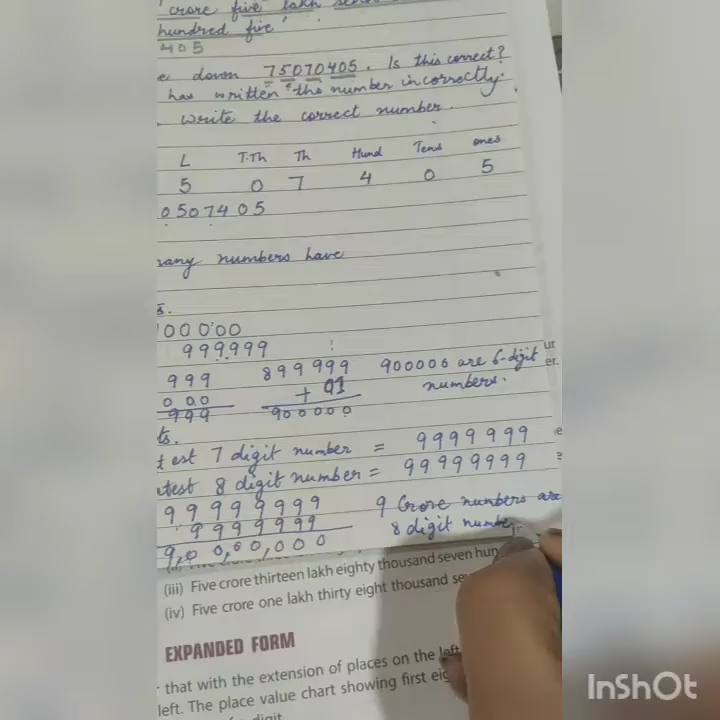 crore five lakh
hundred five'
405
e down 75070405. Is this correct?
has written the number incorrectly.
write the correct number.
L T.Th Th Hund Tens ones
5 0 7 4 0 5
0507405
many numbers have
s.
100000
999999
999 899999 900000 are 6-digit ur
000 + 1 numbers. er.
999 900000
ts.
test 7 digit number = 9999999 e
test 8 digit number = 99999999
99999999 9 Crore numbers are
9999999 8 digit number.
9,00,00,000
(iii) Five crore thirteen lakh eighty thousand seven hun
(iv) Five crore one lakh thirty eight thousand se
EXPANDED FORM
that with the extension of places on the left
left. The place value chart showing first eig
digit
InShOt